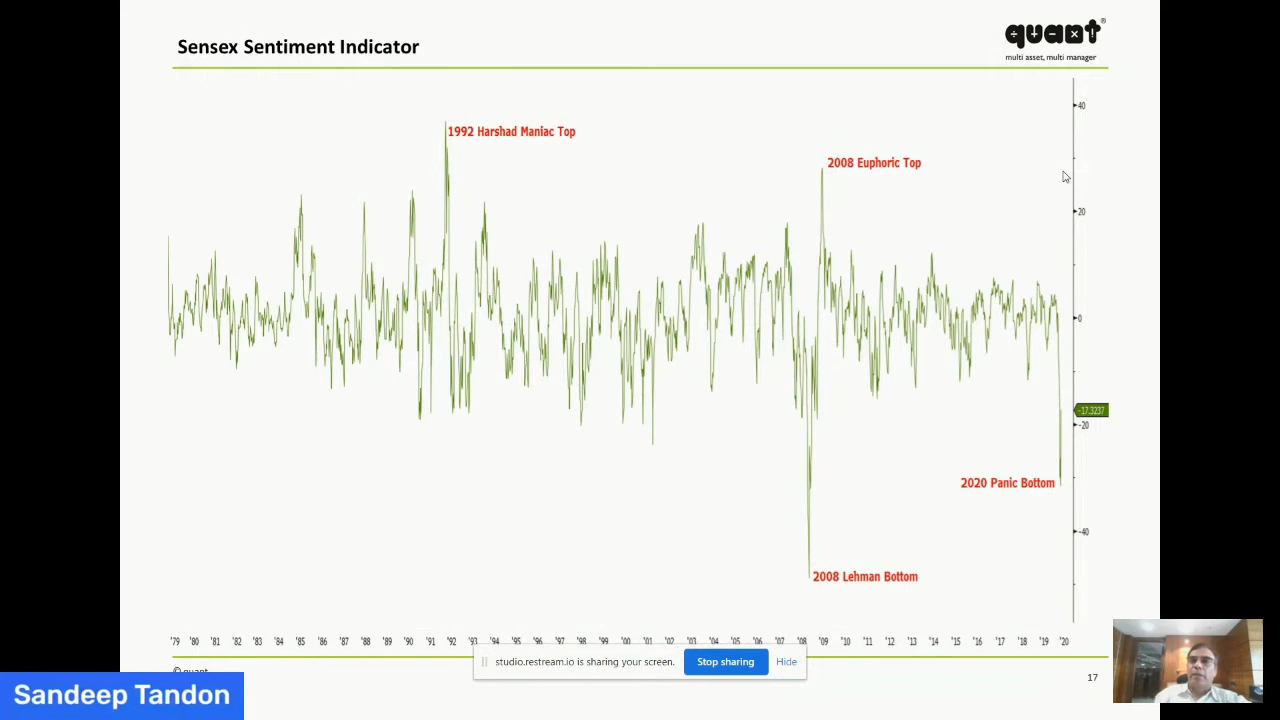 Sensex Sentiment Indicator
quant®
multi asset, multi manager
1992 Harshad Maniac Top
2008 Euphoric Top
2020 Panic Bottom
2008 Lehman Bottom
40
20
0
-17.3237
-20
-40
'79 '80 '81 '82 '83 '84 '85 '86 '87 '88 '89 '90 '91 '92 '93 '94 '95 '96 '97 '98 '99 '00 '01 '02 '03 '04 '05 '06 '07 '08 '09 '10 '11 '12 '13 '14 '15 '16 '17 '18 '19 '20
studio.restream.io is sharing your screen.
Stop sharing
Hide
© quant
17
Sandeep Tandon